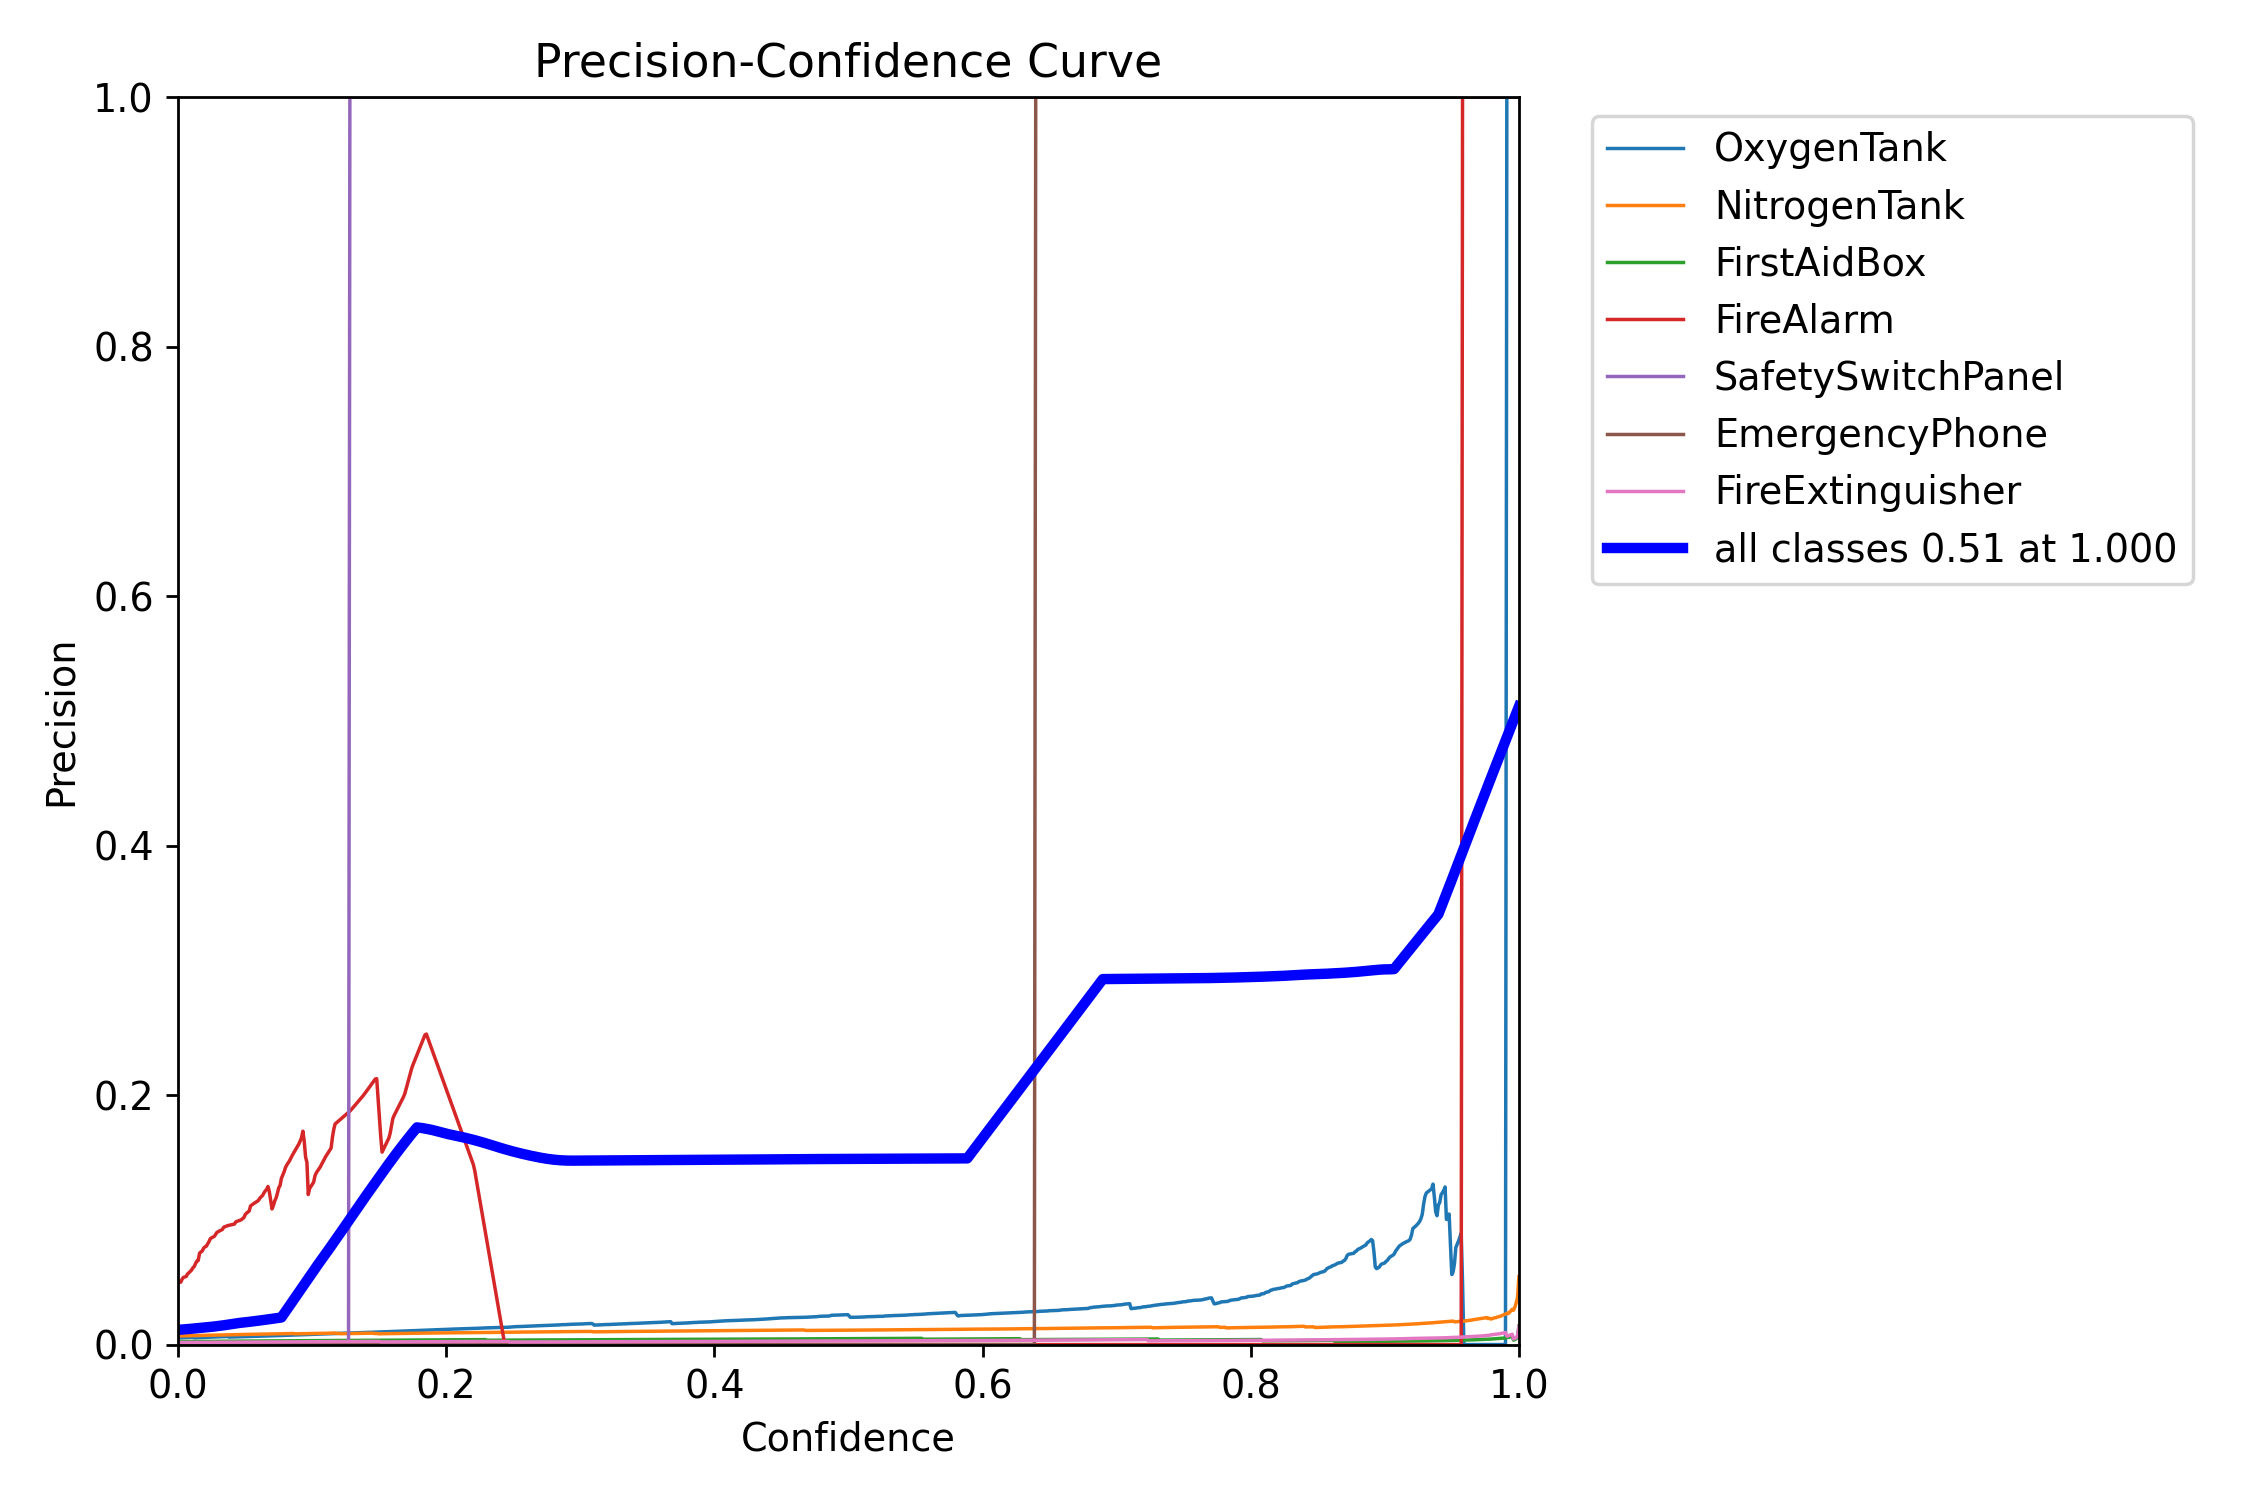 Precision-Confidence Curve
1.0
0.8
0.6
0.4
0.2
0.0
Precision
0.0 0.2 0.4 0.6 0.8 1.0
Confidence
OxygenTank
NitrogenTank
FirstAidBox
FireAlarm
SafetySwitchPanel
EmergencyPhone
FireExtinguisher
all classes 0.51 at 1.000